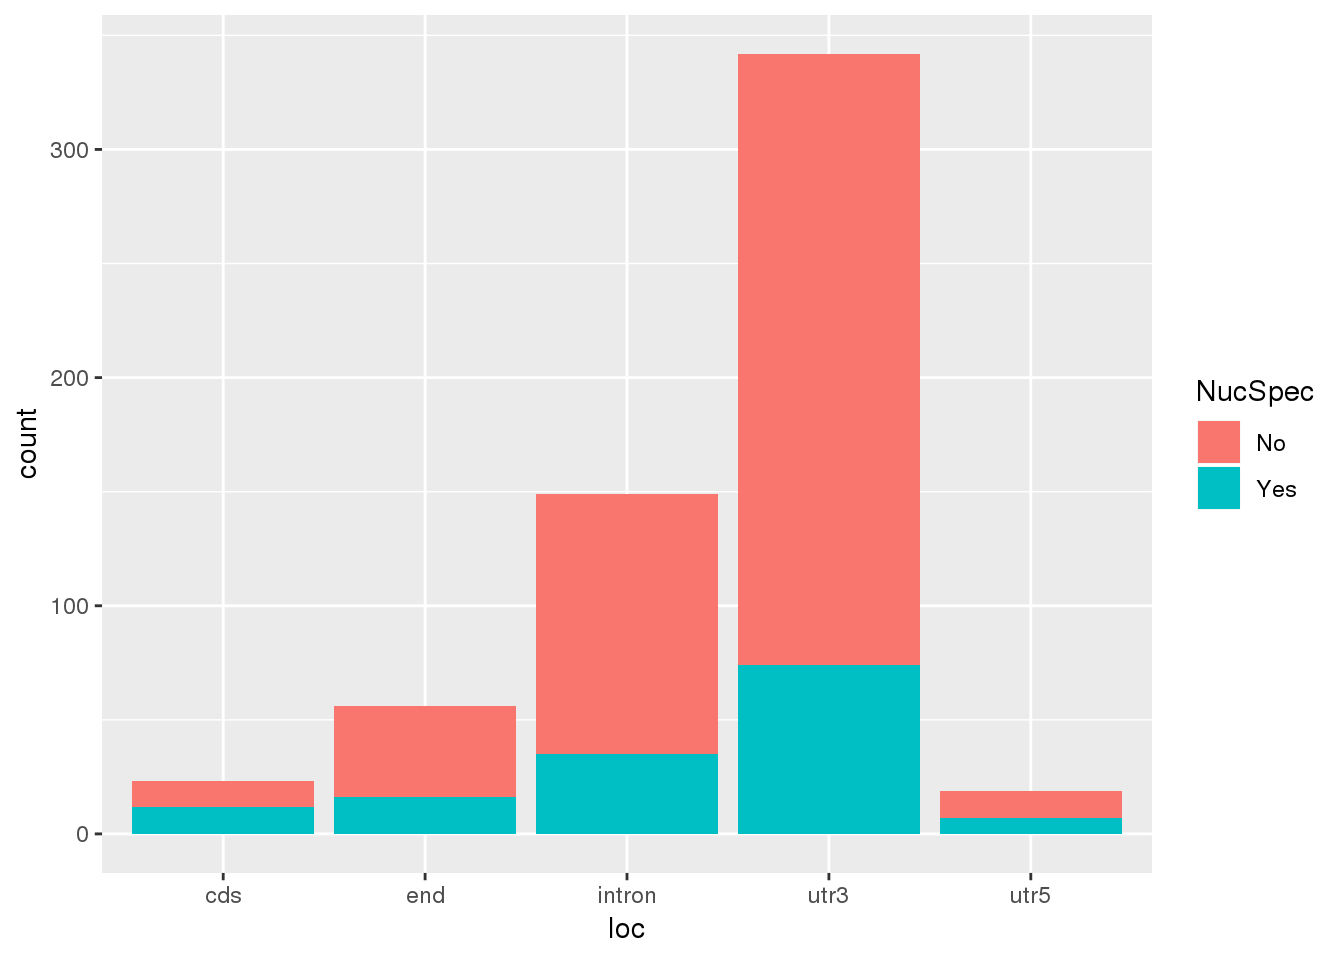 300
200
100
0
count
cds end intron utr3 utr5
loc
NucSpec
No
Yes